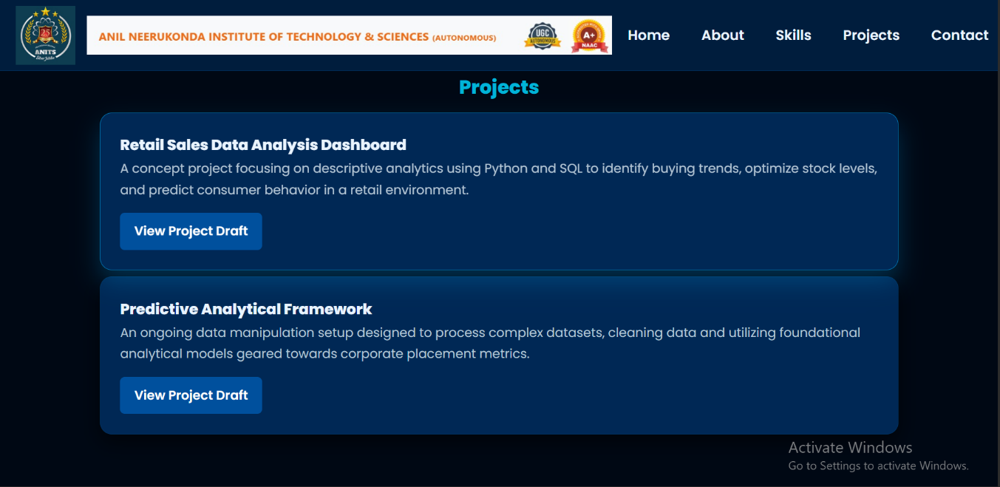 25
ANITS
Silver Jubilee
ANIL NEERUKONDA INSTITUTE OF TECHNOLOGY & SCIENCES (AUTONOMOUS)
UGC
AUTONOMOUS
A+
NAAC
Home
About
Skills
Projects
Contact
Projects
Retail Sales Data Analysis Dashboard
A concept project focusing on descriptive analytics using Python and SQL to identify buying trends, optimize stock levels,
and predict consumer behavior in a retail environment.
View Project Draft
Predictive Analytical Framework
An ongoing data manipulation setup designed to process complex datasets, cleaning data and utilizing foundational
analytical models geared towards corporate placement metrics.
View Project Draft
Activate Windows
Go to Settings to activate Windows.